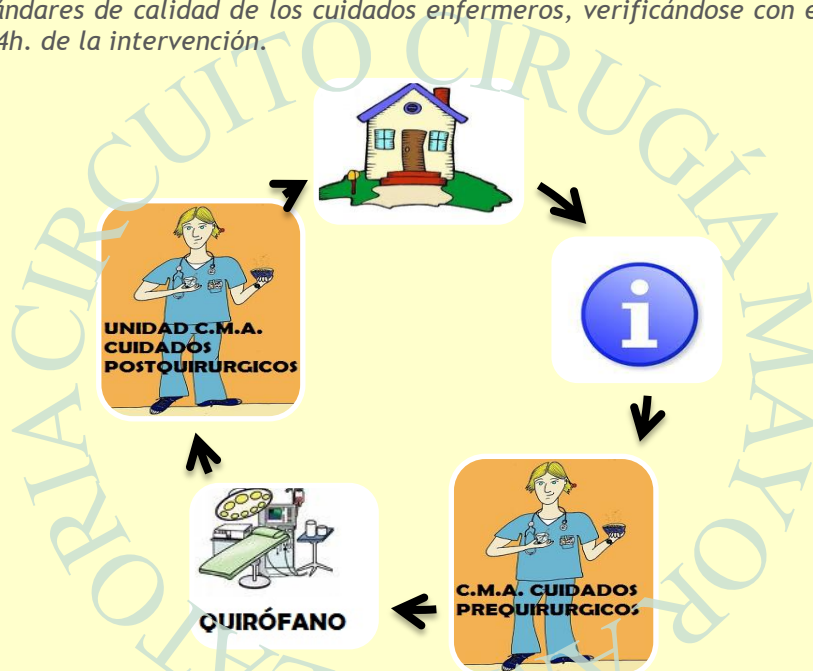 ándares de calidad de los cuidados enfermeros, verificándose con e
4h. de la intervención.
CIRCUITO CIRUGÍA MAYOR
UNIDAD C.M.A.
CUIDADOS
POSTQUIRURGICOS
i
C.M.A. CUIDADOS
PREQUIRURGICOS
QUIRÓFANO